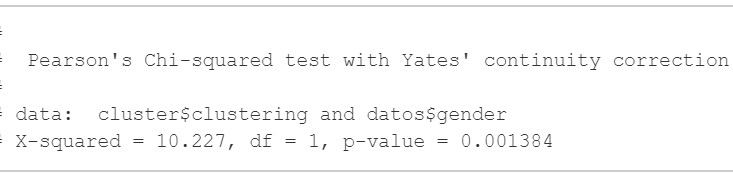 Pearson's Chi-squared test with Yates' continuity correction
data:  cluster$clustering and datos$gender
X-squared = 10.227, df = 1, p-value = 0.001384